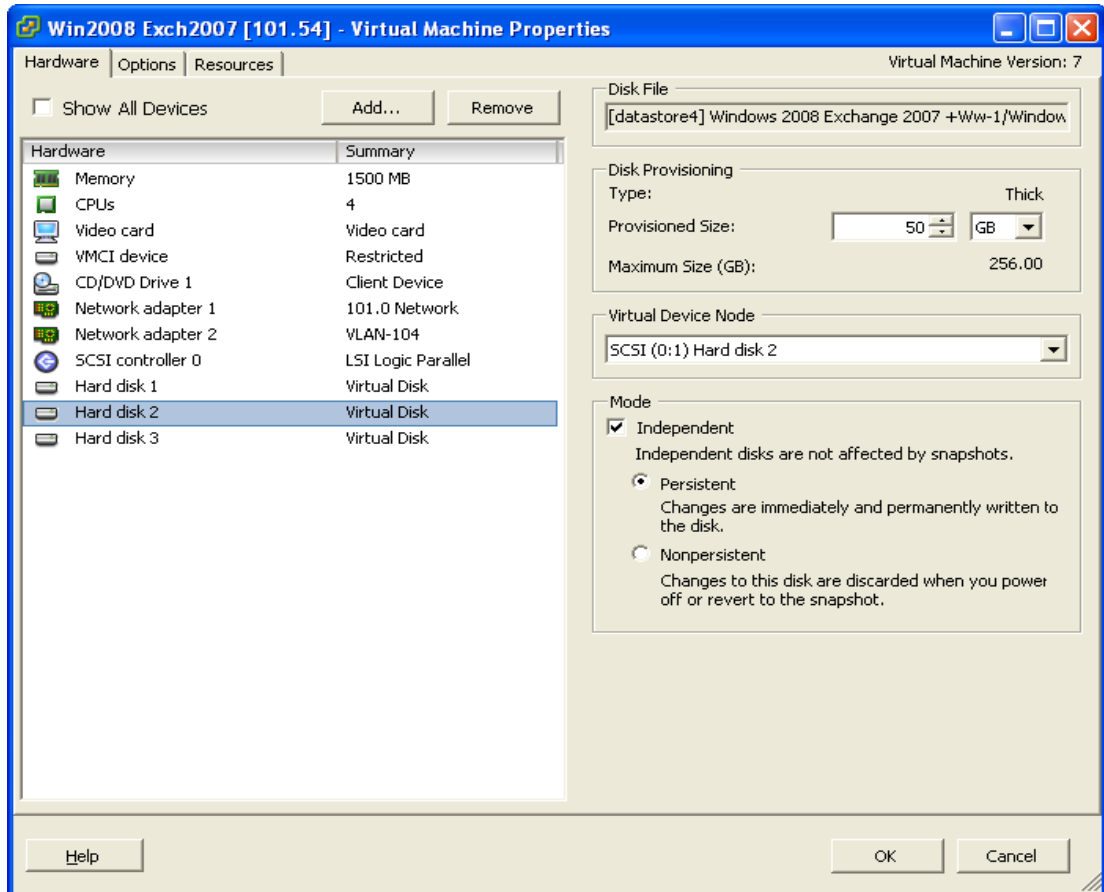 Win2008 Exch2007 [101.54] - Virtual Machine Properties
Hardware Options Resources Virtual Machine Version: 7
Show All Devices Add... Remove
Hardware Summary
Memory 1500 MB
CPUs 4
Video card Video card
VMCI device Restricted
CD/DVD Drive 1 Client Device
Network adapter 1 101.0 Network
Network adapter 2 VLAN-104
SCSI controller 0 LSI Logic Parallel
Hard disk 1 Virtual Disk
Hard disk 2 Virtual Disk
Hard disk 3 Virtual Disk
Disk File
[datastore4] Windows 2008 Exchange 2007 +Ww-1/Window
Disk Provisioning
Type: Thick
Provisioned Size: 50 GB
Maximum Size (GB): 256.00
Virtual Device Node
SCSI (0:1) Hard disk 2
Mode
Independent
Independent disks are not affected by snapshots.
Persistent
Changes are immediately and permanently written to
the disk.
Nonpersistent
Changes to this disk are discarded when you power
off or revert to the snapshot.
Help OK Cancel